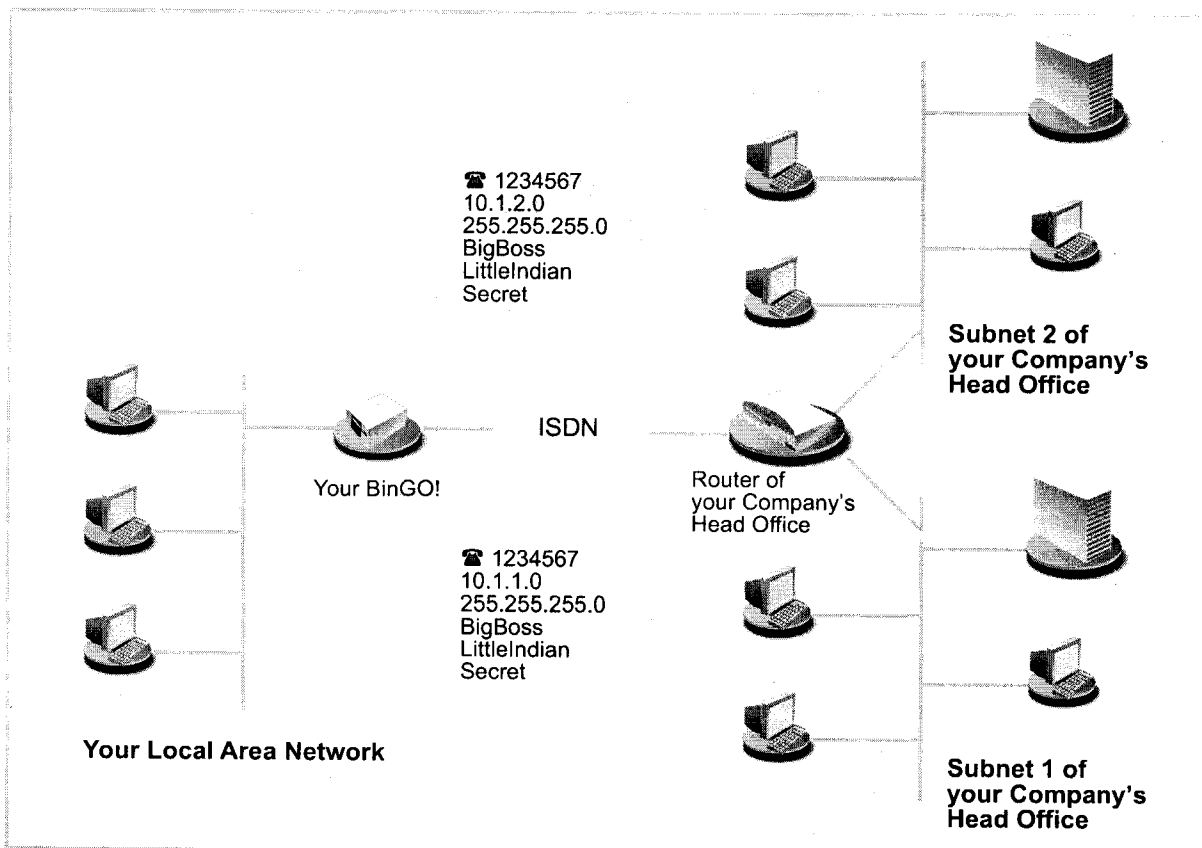 ☎ 1234567
10.1.2.0
255.255.255.0
BigBoss
LittleIndian
Secret
Subnet 2 of
your Company's
Head Office
ISDN
Your BinGO!
Router of
your Company's
Head Office
☎ 1234567
10.1.1.0
255.255.255.0
BigBoss
LittleIndian
Secret
Your Local Area Network
Subnet 1 of
your Company's
Head Office